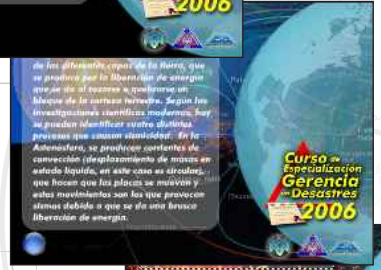 2006
de las diferentes capas de la tierra, que
se produce por la liberación de energía
que se da al tozarse o quebrarse un
bloque de la corteza terrestre. Según las
investigaciones científicas modernas, hoy
se pueden identificar cuatro distintos
procesos que causan sismicidad. En la
Astenósfera, se producen corrientes de
convección (desplazamiento de masas en
estado líquido, en este caso es circular),
que hacen que las placas se muevan y
estos movimientos son los que provocan
sismos debido a que se da una brusca
liberación de energía.
Curso de
Especialización
Gerencia
en Desastres
2006